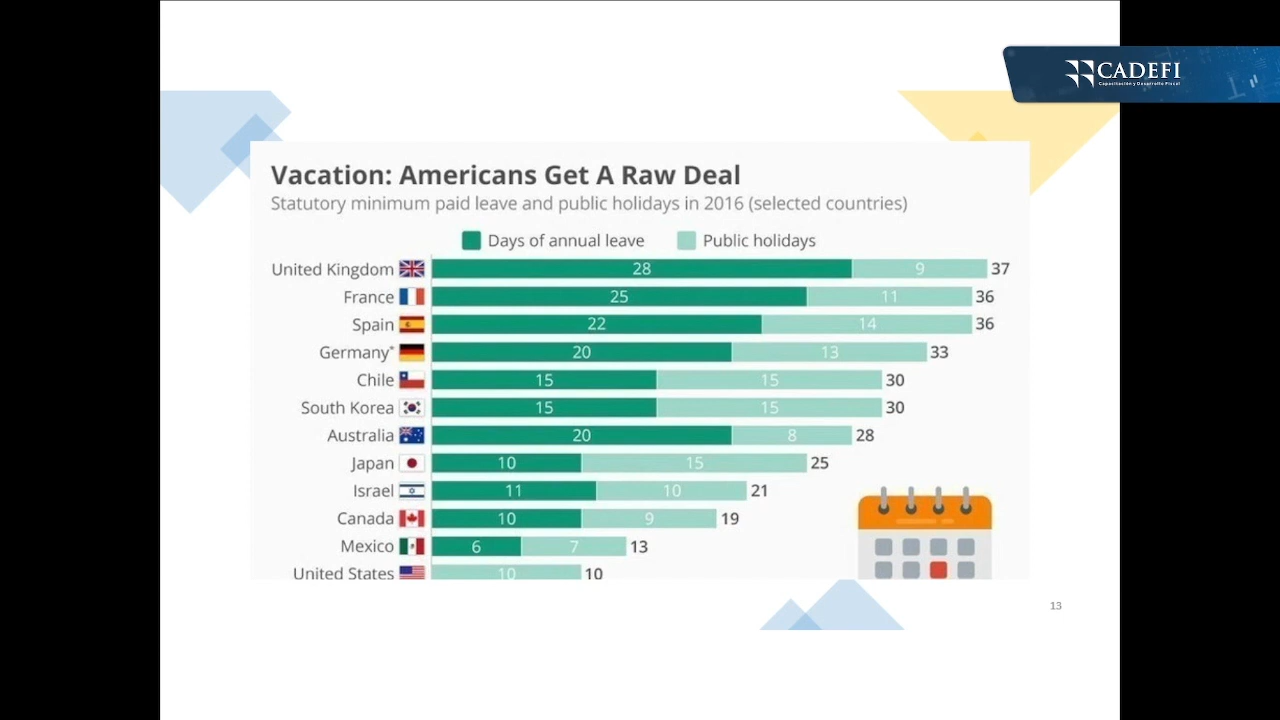 CADEFI
Capacitación y Desarrollo Fiscal
Vacation: Americans Get A Raw Deal
Statutory minimum paid leave and public holidays in 2016 (selected countries)
Days of annual leave Public holidays
United Kingdom 28 9 37
France 25 11 36
Spain 22 14 36
Germany* 20 13 33
Chile 15 15 30
South Korea 15 15 30
Australia 20 8 28
Japan 10 15 25
Israel 11 10 21
Canada 10 9 19
Mexico 6 7 13
United States 10 10
13